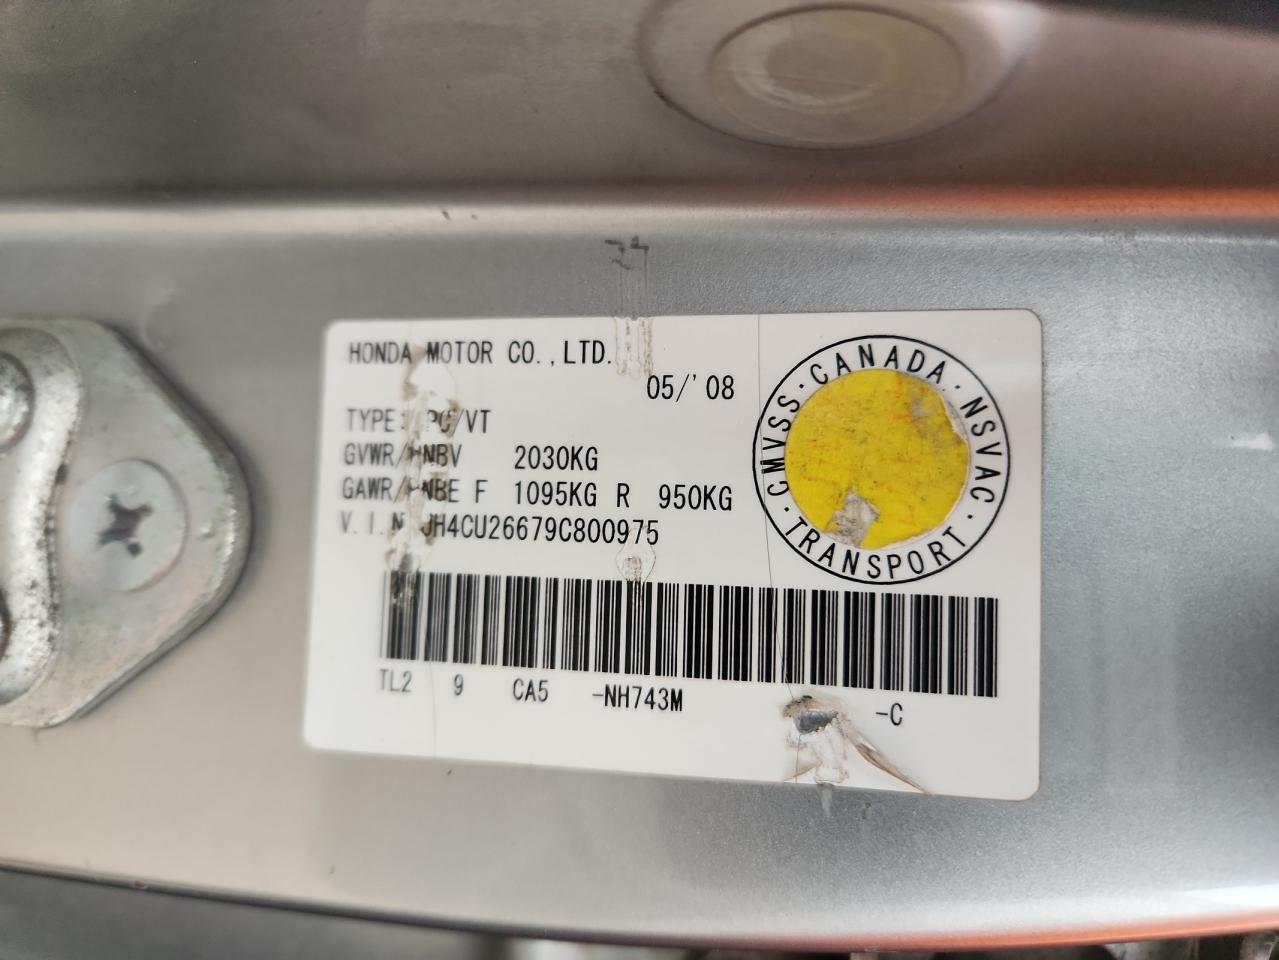 HONDA MOTOR CO.,LTD.
05/'08
TYPE: PC/VT
GVWR/PNBV 2030KG
GAWR/PNBE F 1095KG R 950KG
V.I.N. JH4CU26679C800975
TL2 9 CA5 -NH743M -C
CMVSS · CANADA · NSVAC · TRANSPORT ·